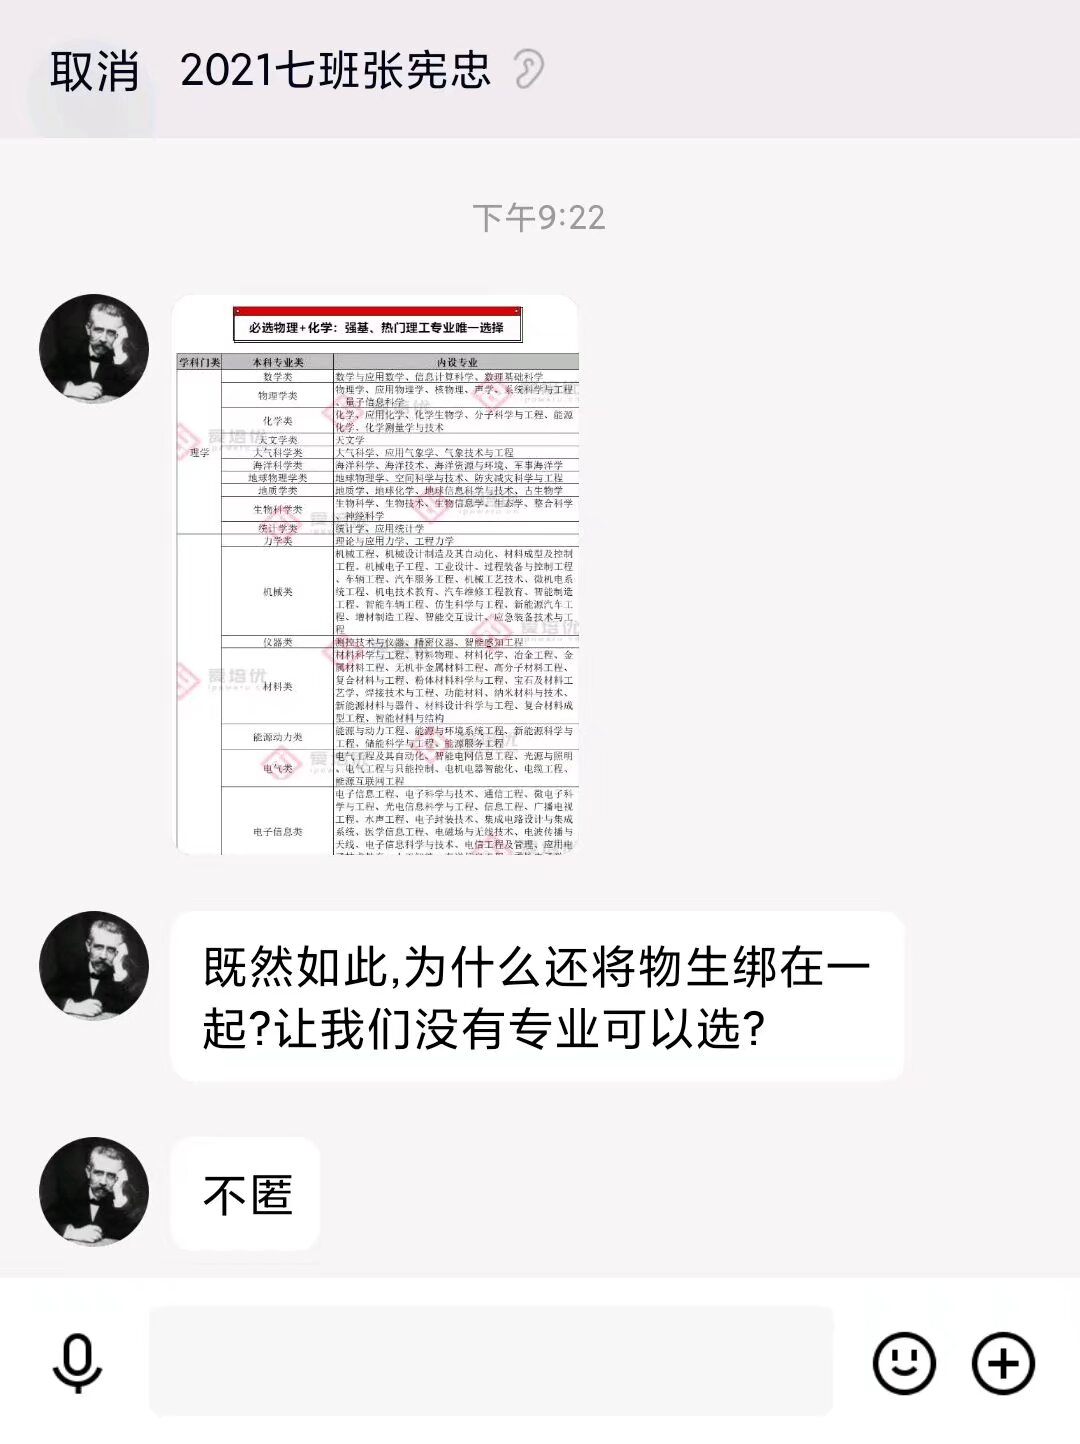 取消 2021七班张宪忠
下午9:22
必选物理+化学：强基、热门理工专业唯一选择
学科门类 本科专业类 内设专业
理学
数学类 数学与应用数学、信息计算科学、数理基础科学
物理学类 物理学、应用物理学、核物理、声学、系统科学与工程
、量子信息科学
化学类 化学、应用化学、化学生物学、分子科学与工程、能源
化学、化学测量学与技术
天文学类 天文学
大气科学类 大气科学、应用气象学、气象技术与工程
海洋科学类 海洋科学、海洋技术、海洋资源与环境、军事海洋学
地球物理学类 地球物理学、空间科学与技术、防灾减灾科学与工程
地质学类 地质学、地球化学、地球信息科学与技术、古生物学
生物科学类 生物科学、生物技术、生物信息学、生态学、整合科学
、神经科学
统计学类 统计学、应用统计学
力学类 理论与应用力学、工程力学
机械类 机械工程、机械设计制造及其自动化、材料成型及控制
工程、机械电子工程、工业设计、过程装备与控制工程
、车辆工程、汽车服务工程、机械工艺技术、微机电系
统工程、机电技术教育、汽车维修工程教育、智能制造
工程、智能车辆工程、仿生科学与工程、新能源汽车工
程、增材制造工程、智能交互设计、应急装备技术与工
程
仪器类 测控技术与仪器、精密仪器、智能感知工程
材料类 材料科学与工程、材料物理、材料化学、冶金工程、金
属材料工程、无机非金属材料工程、高分子材料工程、
复合材料与工程、粉体材料科学与工程、宝石及材料工
艺学、焊接技术与工程、功能材料、纳米材料与技术、
新能源材料与器件、材料设计科学与工程、复合材料成
型工程、智能材料与结构
能源动力类 能源与动力工程、能源与环境系统工程、新能源科学与
工程、储能科学与工程、能源服务工程
电气类 电气工程及其自动化、智能电网信息工程、光源与照明
、电气工程与只能控制、电机电器智能化、电缆工程、
能源互联网工程
电子信息类 电子信息工程、电子科学与技术、通信工程、微电子科
学与工程、光电信息科学与工程、信息工程、广播电视
工程、水声工程、电子封装技术、集成电路设计与集成
系统、医学信息工程、电磁场与无线技术、电波传播与
天线、电子信息科学与技术、电信工程及管理、应用电
爱培优
既然如此,为什么还将物生绑在一
起?让我们没有专业可以选?
不匿